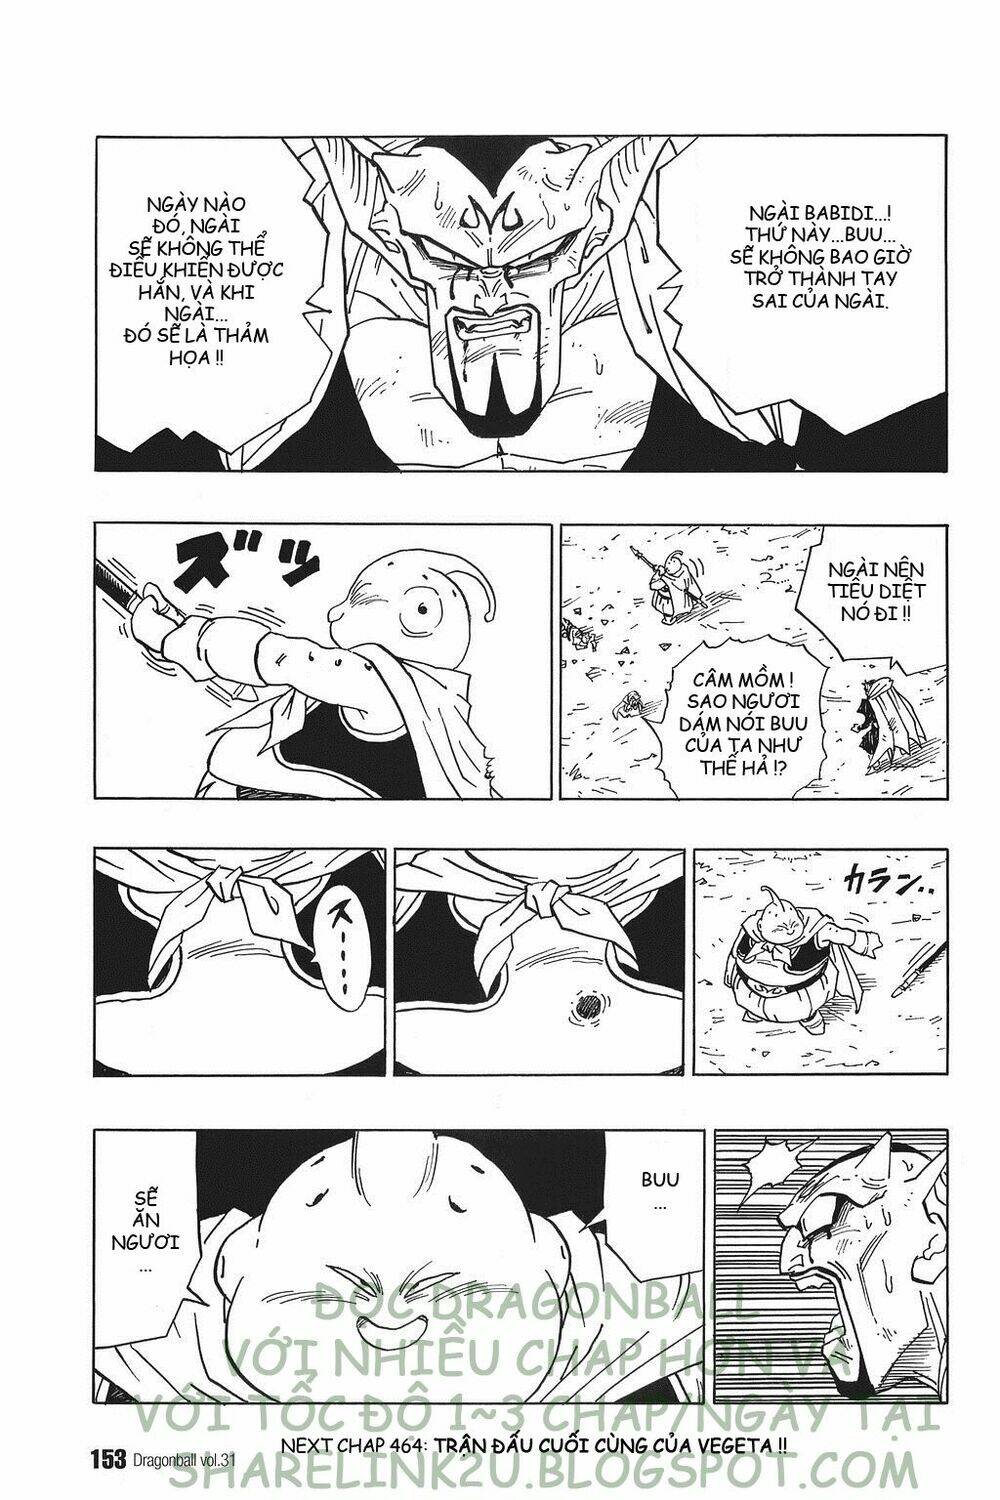 NGÀI BABIDI...!
THỨ NÀY...BUU...
SẼ KHÔNG BAO GIỜ
TRỞ THÀNH TAY
SAI CỦA NGÀI.
NGÀY NÀO
ĐÓ, NGÀI
SẼ KHÔNG THỂ
ĐIỀU KHIỂN ĐƯỢC
HẮN, VÀ KHI
NGÀI...
ĐÓ SẼ LÀ THẢM
HỌA !!
NGÀI NÊN
TIÊU DIỆT
NÓ ĐI !!
CÂM MỒM !
SAO NGƯƠI
DÁM NÓI BUU
CỦA TA NHƯ
THẾ HẢ !?
ズズッ
カラン..
ス......
BUU
...
SẼ
ĂN
NGƯƠI
...
ĐỌC DRAGONBALL
VỚI NHIỀU CHAP HƠN VÀ
VỚI TỐC ĐỘ 1~3 CHAP/NGÀY TẠI
NEXT CHAP 464: TRẬN ĐẤU CUỐI CÙNG CỦA VEGETA !!
153 Dragonball vol.31
SHARELINK2U.BLOGSPOT.COM